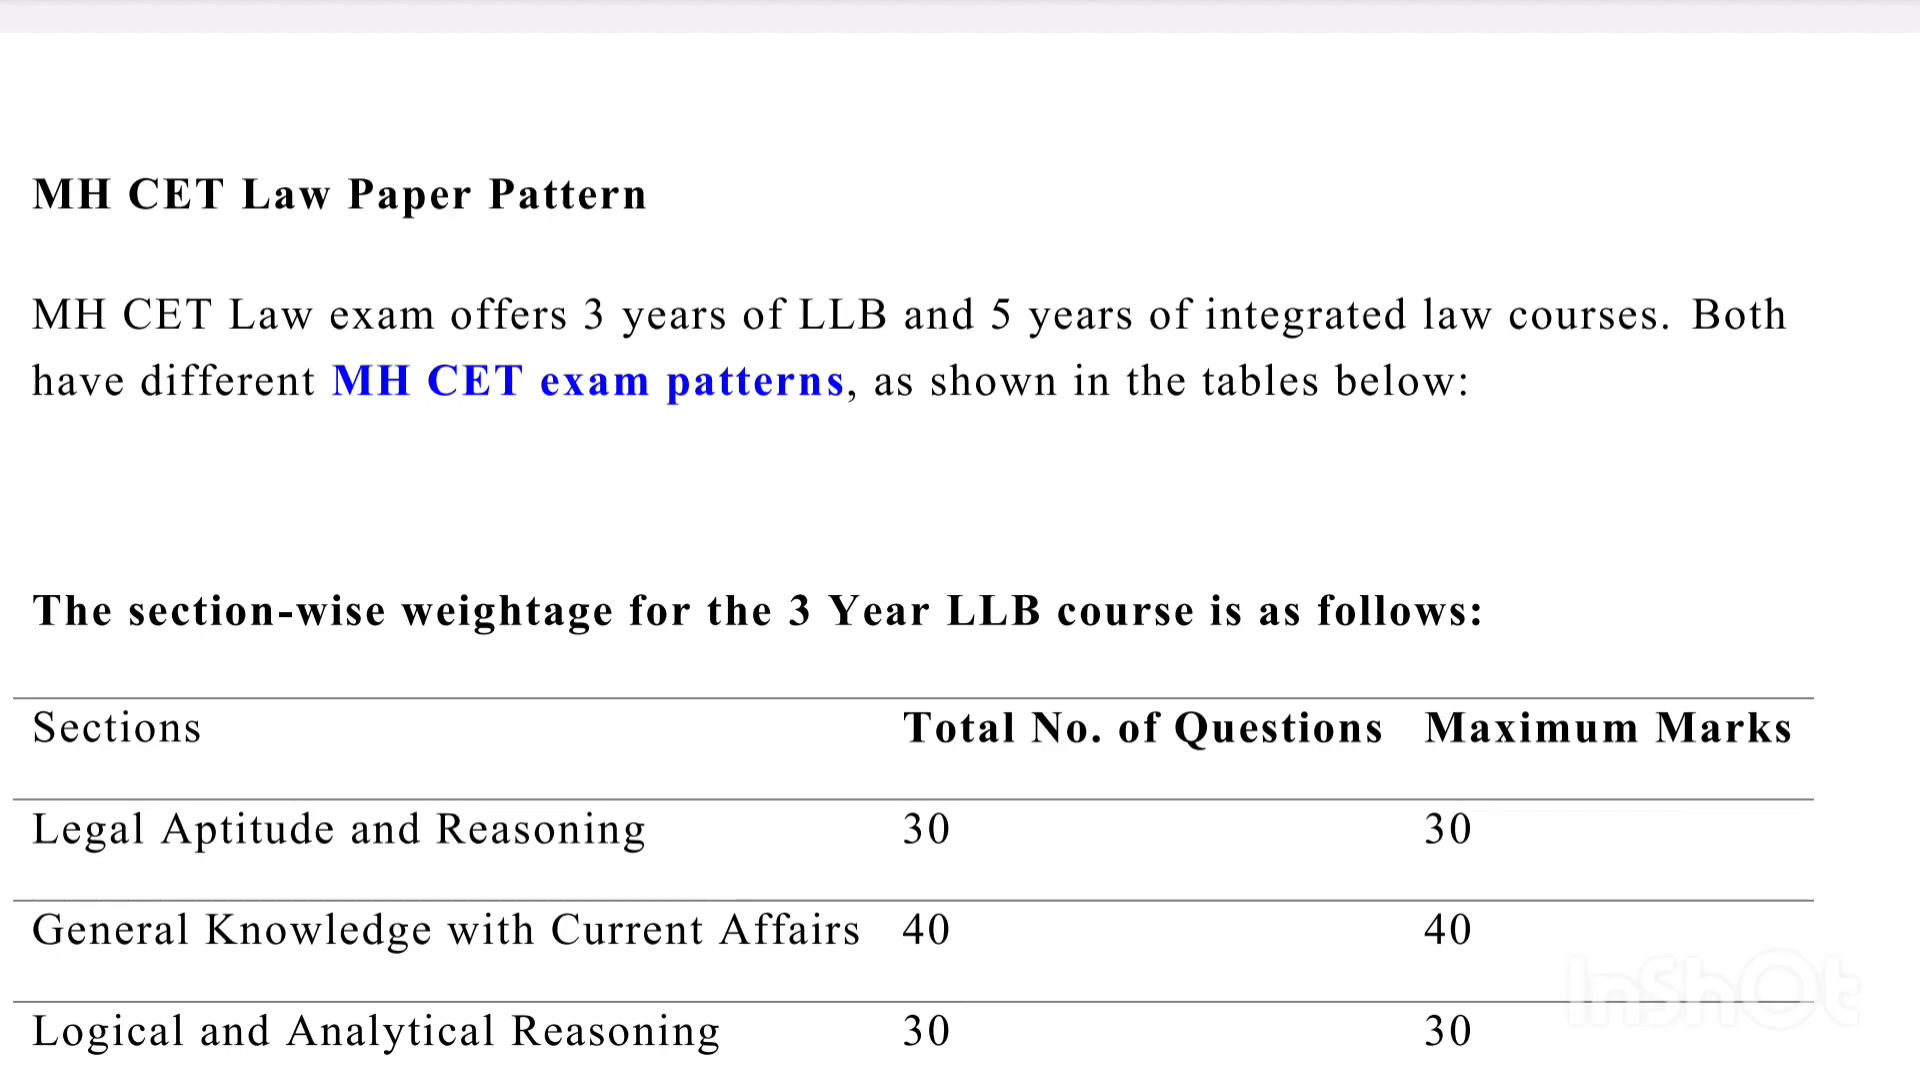 MH CET Law Paper Pattern
MH CET Law exam offers 3 years of LLB and 5 years of integrated law courses. Both
have different MH CET exam patterns, as shown in the tables below:
The section-wise weightage for the 3 Year LLB course is as follows:
Sections Total No. of Questions Maximum Marks
Legal Aptitude and Reasoning 30 30
General Knowledge with Current Affairs 40 40
Logical and Analytical Reasoning 30 30
InShOt